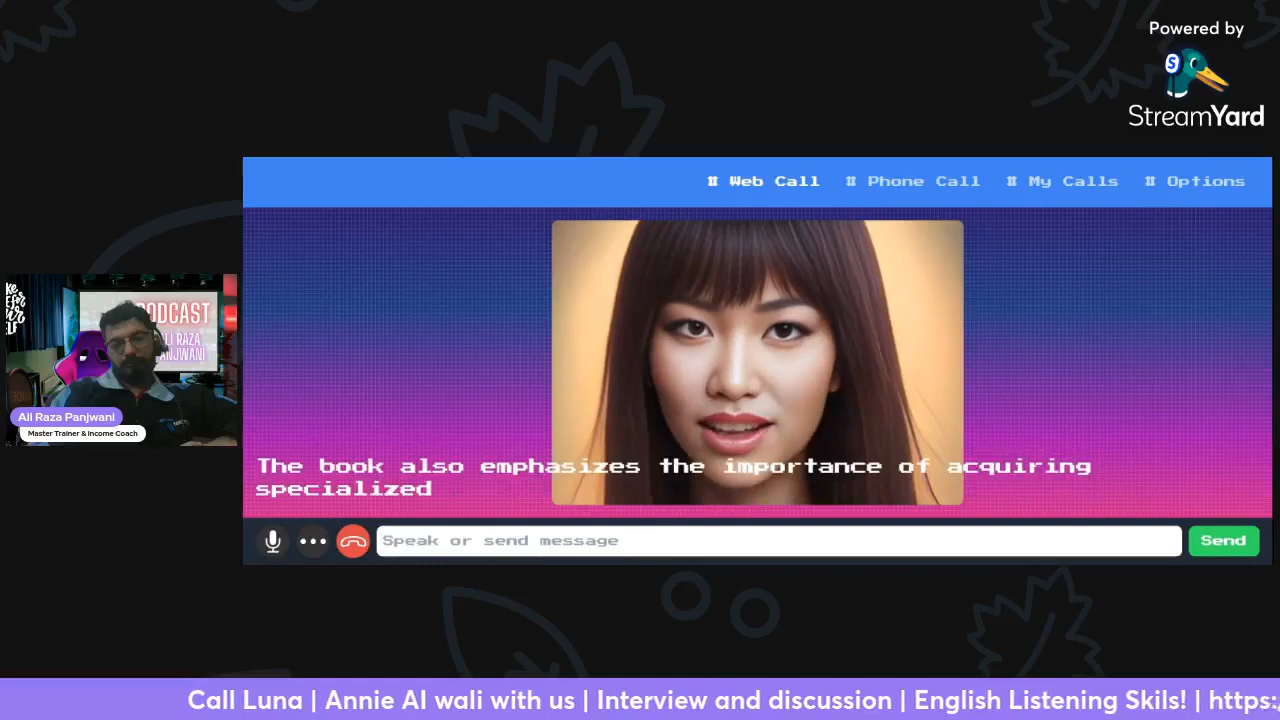 Powered by
S
StreamYard
# Web Call # Phone Call # My Calls # Options
PODCAST
ALI RAZA
PANJWANI
Ali Raza Panjwani
Master Trainer & Income Coach
The book also emphasizes the importance of acquiring
specialized
Speak or send message
Send
Call Luna | Annie AI wali with us | Interview and discussion | English Listening Skils! | https: